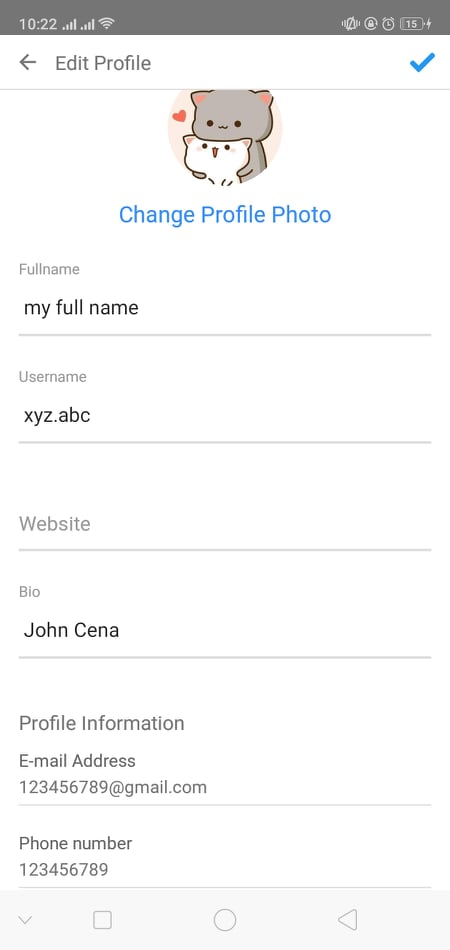 10:22
15
Edit Profile
Change Profile Photo
Fullname
my full name
Username
xyz.abc
Website
Bio
John Cena
Profile Information
E-mail Address
123456789@gmail.com
Phone number
123456789